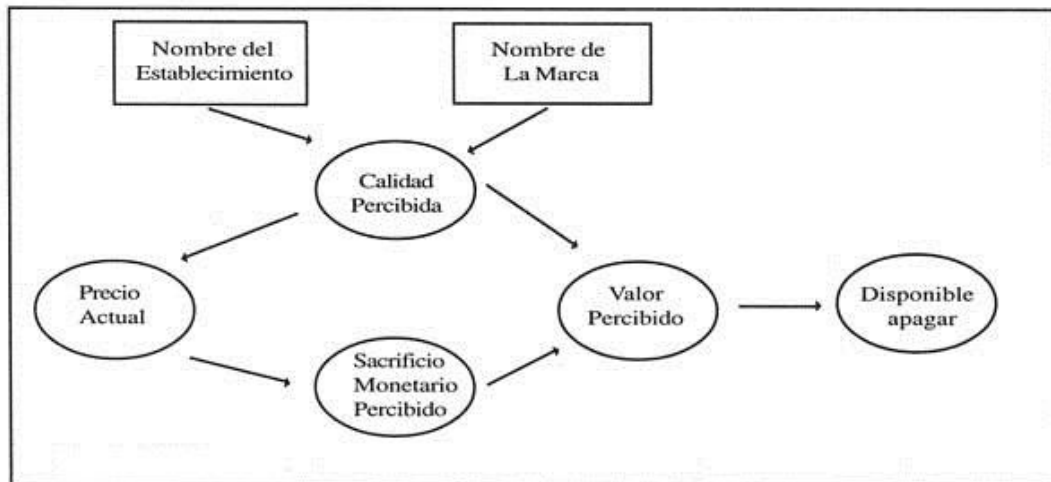 Nombre del
Establecimiento
Nombre de
La Marca
Calidad
Percibida
Precio
Actual
Valor
Percibido
Disponible
apagar
Sacrificio
Monetario
Percibido